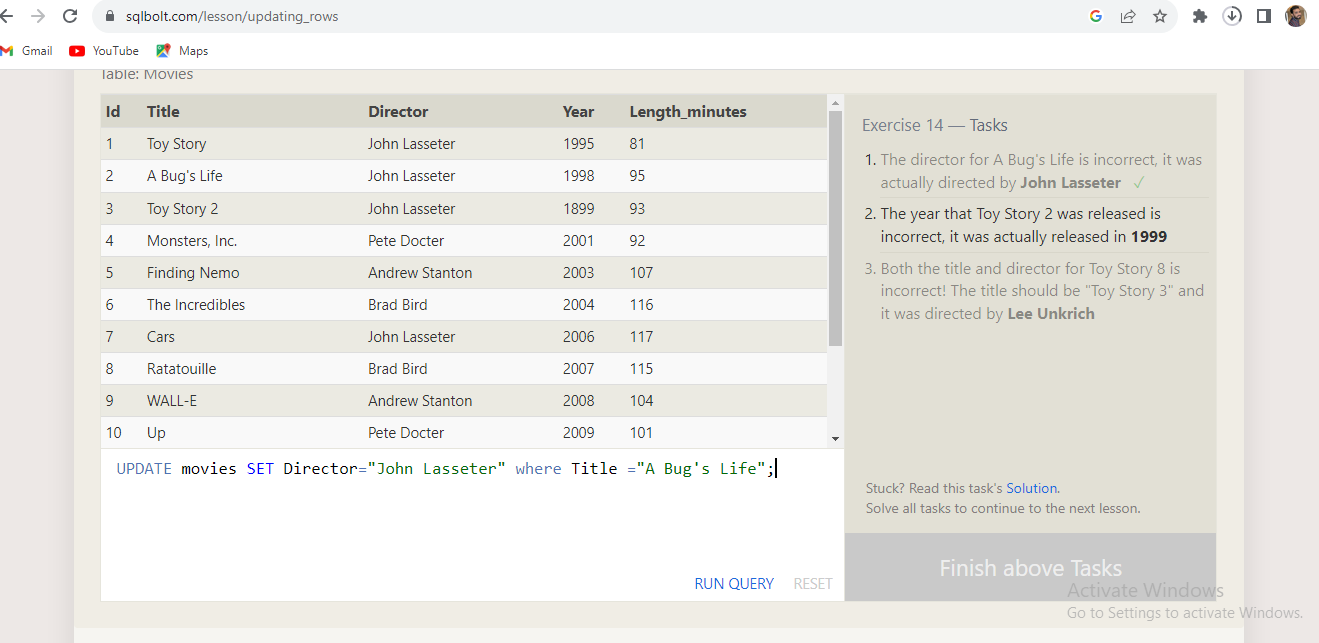 sqlbolt.com/lesson/updating_rows
Gmail YouTube Maps
Table: Movies
Id Title Director Year Length_minutes
1 Toy Story John Lasseter 1995 81
2 A Bug's Life John Lasseter 1998 95
3 Toy Story 2 John Lasseter 1899 93
4 Monsters, Inc. Pete Docter 2001 92
5 Finding Nemo Andrew Stanton 2003 107
6 The Incredibles Brad Bird 2004 116
7 Cars John Lasseter 2006 117
8 Ratatouille Brad Bird 2007 115
9 WALL-E Andrew Stanton 2008 104
10 Up Pete Docter 2009 101
UPDATE movies SET Director="John Lasseter" where Title ="A Bug's Life";
RUN QUERY RESET
Exercise 14 — Tasks
1. The director for A Bug's Life is incorrect, it was
actually directed by John Lasseter ✓
2. The year that Toy Story 2 was released is
incorrect, it was actually released in 1999
3. Both the title and director for Toy Story 8 is
incorrect! The title should be "Toy Story 3" and
it was directed by Lee Unkrich
Stuck? Read this task's Solution.
Solve all tasks to continue to the next lesson.
Finish above Tasks
Activate Windows
Go to Settings to activate Windows.